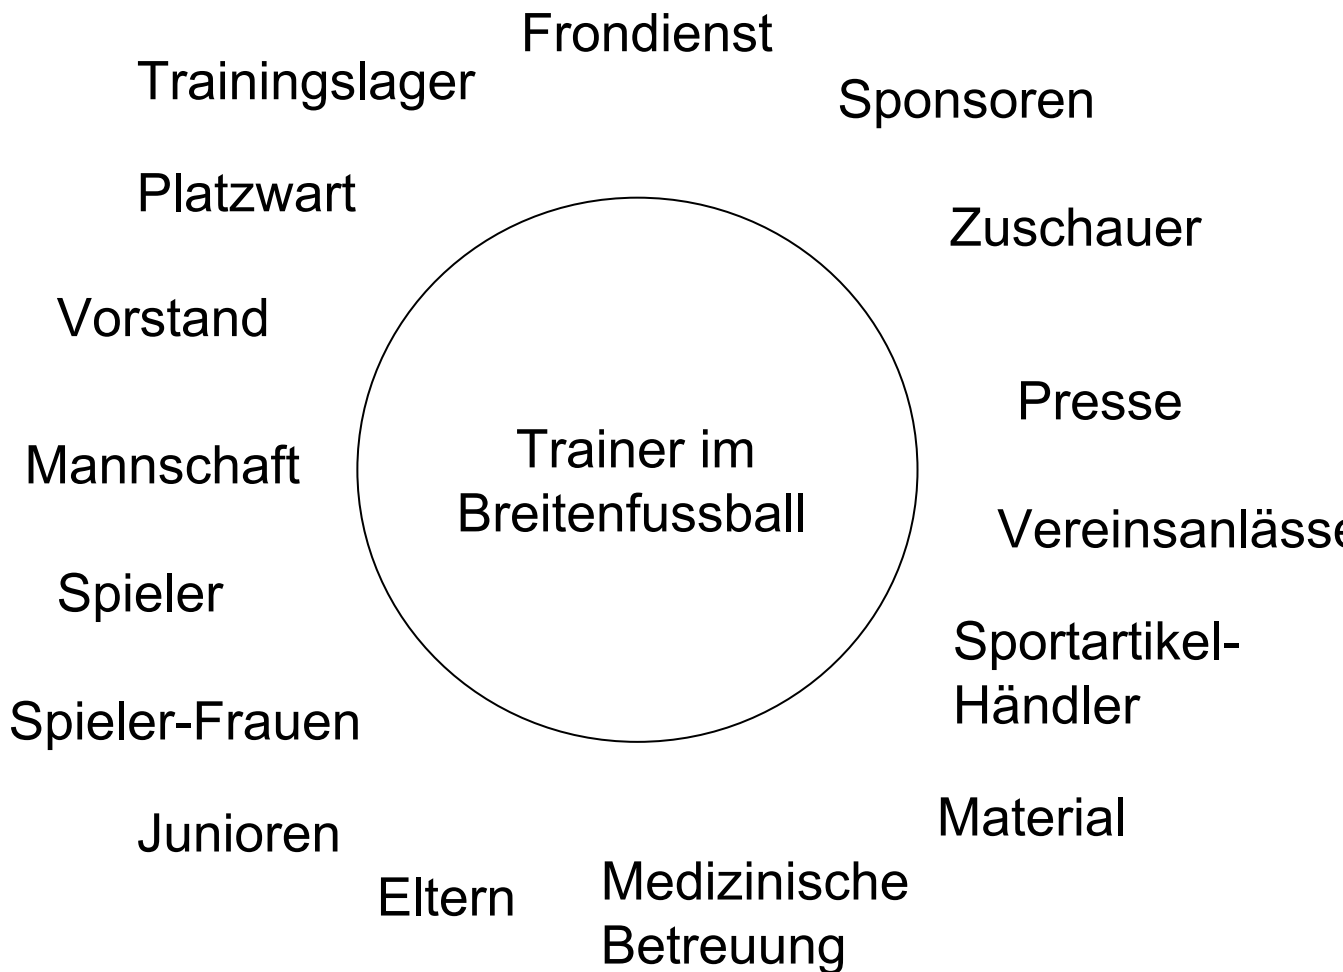 Frondienst
Trainingslager
Sponsoren
Platzwart
Zuschauer
Vorstand
Presse
Mannschaft
Trainer im
Breitenfussball
Vereinsanlässe
Spieler
Sportartikel-
Händler
Spieler-Frauen
Material
Junioren
Eltern
Medizinische
Betreuung